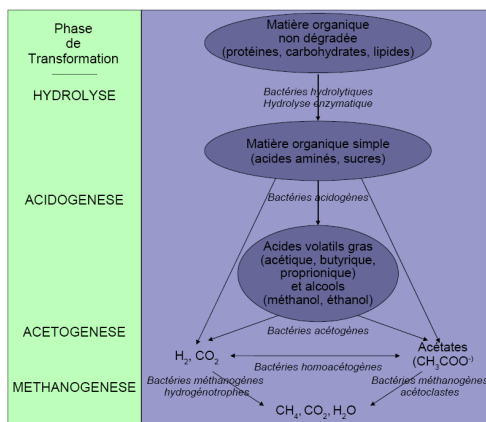 Phase
de
Transformation
HYDROLYSE
ACIDOGENESE
ACETOGENESE
METHANOGENESE
Matière organique
non dégradée
(protéines, carbohydrates, lipides)
Bactéries hydrolytiques
Hydrolyse enzymatique
Matière organique simple
(acides aminés, sucres)
Bactéries acidogènes
Acides volatils gras
(acétique, butyrique,
proprionique)
et alcools
(méthanol, éthanol)
Bactéries acétogènes
H2, CO2
Acétates
(CH3COO⁻)
Bactéries homoacétogènes
Bactéries méthanogènes
hydrogénotrophes
Bactéries méthanogènes
acétoclastes
CH4, CO2, H2O